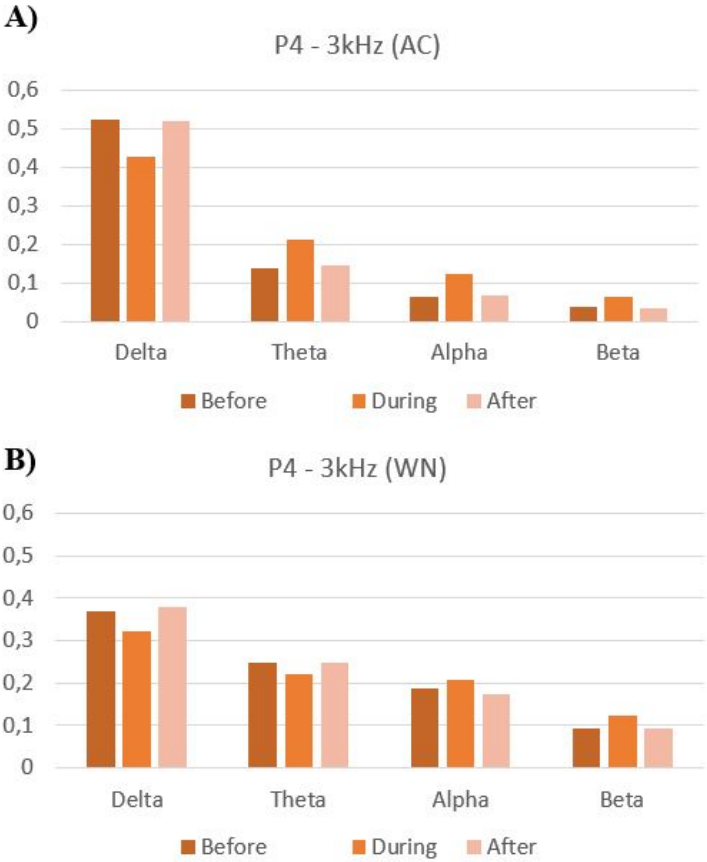 A)
P4 - 3kHz (AC)
0,6
0,5
0,4
0,3
0,2
0,1
0
Delta Theta Alpha Beta
Before During After
B)
P4 - 3kHz (WN)
0,6
0,5
0,4
0,3
0,2
0,1
0
Delta Theta Alpha Beta
Before During After